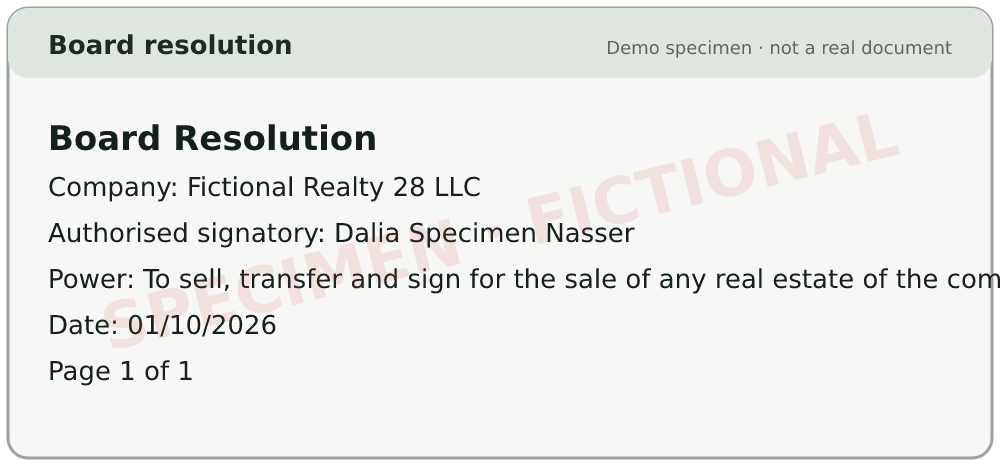 Board resolution
Demo specimen · not a real document
Board Resolution
Company: Fictional Realty 28 LLC
Authorised signatory: Dalia Specimen Nasser
Power: To sell, transfer and sign for the sale of any real estate of the
Date: 01/10/2026
Page 1 of 1
SPECIMEN · FICTIONAL